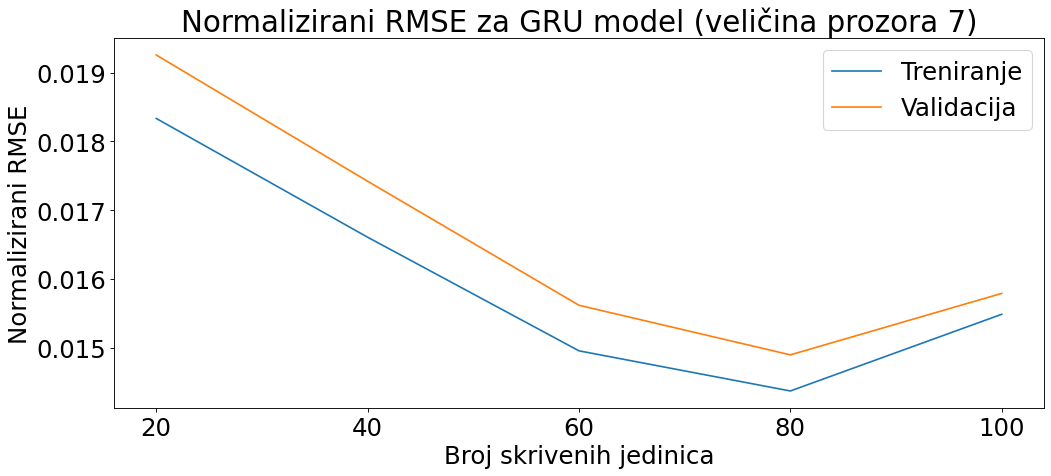 Normalizirani RMSE za GRU model (veličina prozora 7)
Treniranje
Validacija
Normalizirani RMSE
0.019
0.018
0.017
0.016
0.015
20 40 60 80 100
Broj skrivenih jedinica